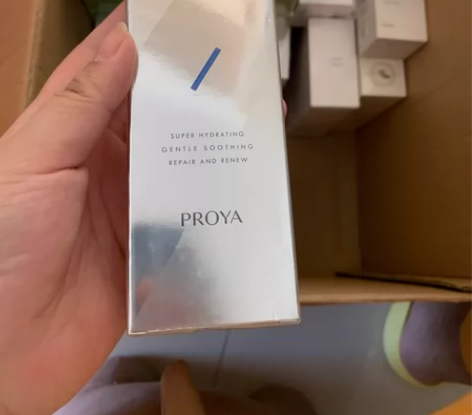 SUPER HYDRATING
GENTLE SOOTHING
REPAIR AND RENEW
PROYA